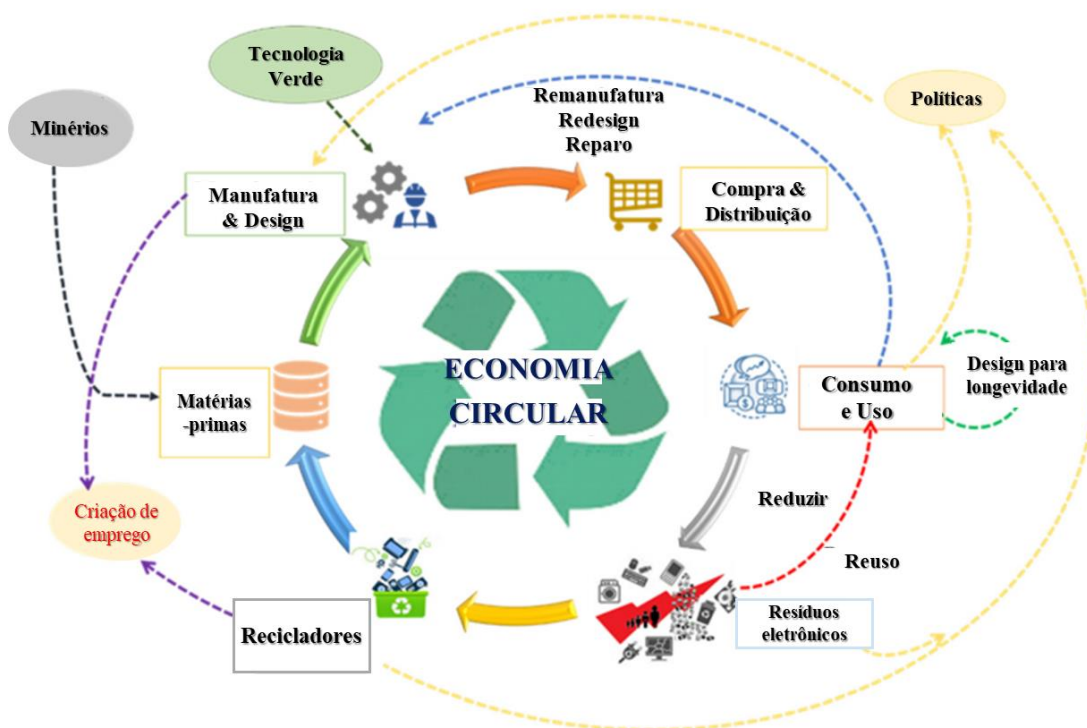 Tecnologia
Verde
Políticas
Minérios
Remanufatura
Redesign
Reparo
Manufatura
& Design
Compra &
Distribuição
ECONOMIA
CIRCULAR
Design para
longevidade
Consumo
e Uso
Matérias
-primas
Reduzir
Criação de
emprego
Reuso
Recicladores
Resíduos
eletrônicos